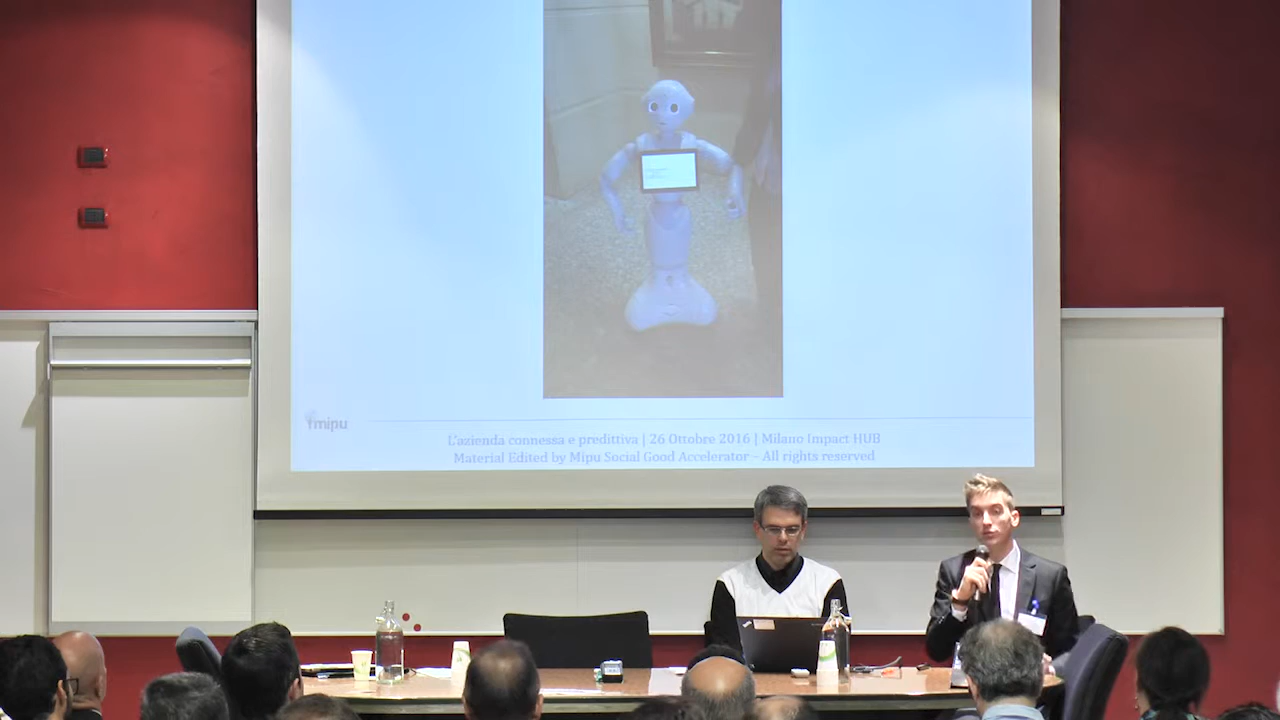 mipu
L'azienda connessa e predittiva | 26 Ottobre 2016 | Milano Impact HUB
Material Edited by Mipu Social Good Accelerator – All rights reserved